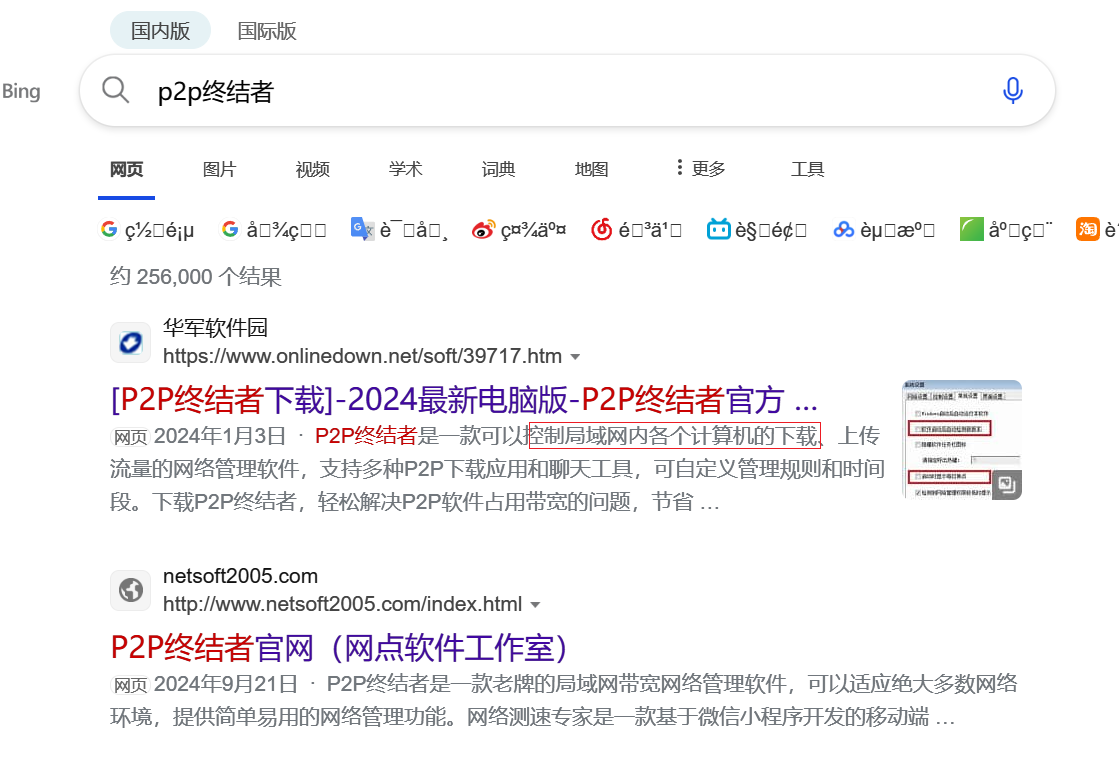 国内版 国际版
Bing p2p终结者
网页 图片 视频 学术 词典 地图 更多 工具
约 256,000 个结果
华军软件园
https://www.onlinedown.net/soft/39717.htm
[P2P终结者下载]-2024最新电脑版-P2P终结者官方 ...
网页 2024年1月3日 · P2P终结者是一款可以控制局域网内各个计算机的下载、上传
流量的网络管理软件，支持多种P2P下载应用和聊天工具，可自定义管理规则和时间
段。下载P2P终结者，轻松解决P2P软件占用带宽的问题，节省 ...
netsoft2005.com
http://www.netsoft2005.com/index.html
P2P终结者官网（网点软件工作室）
网页 2024年9月21日 · P2P终结者是一款老牌的局域网带宽网络管理软件，可以适应绝大多数网络
环境，提供简单易用的网络管理功能。网络测速专家是一款基于微信小程序开发的移动端 ...